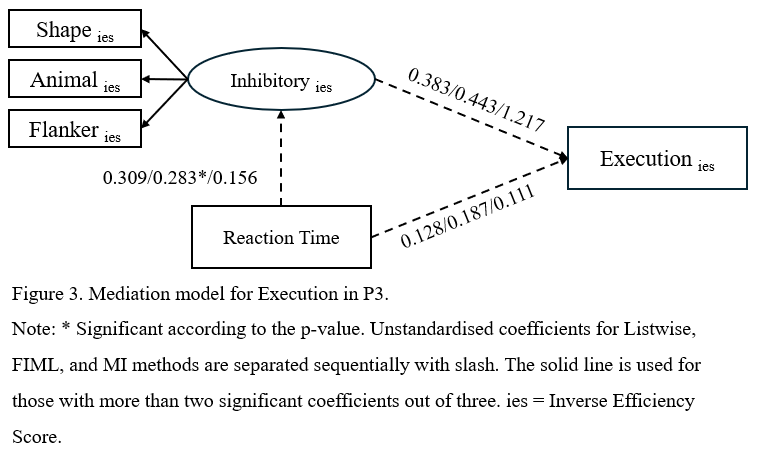 Shape ies
Animal ies
Flanker ies
Inhibitory ies
0.383/0.443/1.217
Execution ies
0.309/0.283*/0.156
0.128/0.187/0.111
Reaction Time
Figure 3. Mediation model for Execution in P3.
Note: * Significant according to the p-value. Unstandardised coefficients for Listwise,
FIML, and MI methods are separated sequentially with slash. The solid line is used for
those with more than two significant coefficients out of three. ies = Inverse Efficiency
Score.